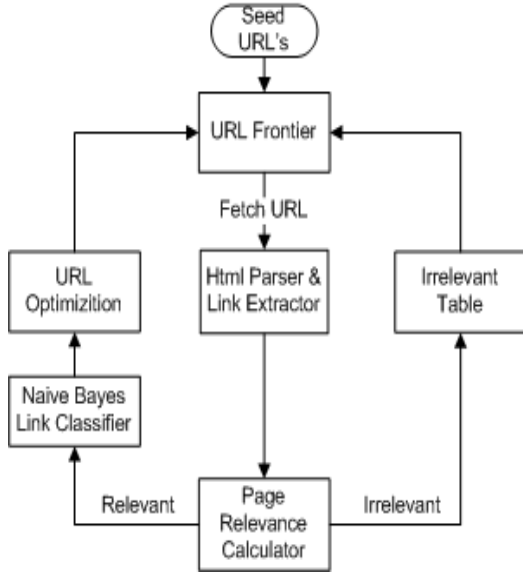 Seed
URL's
URL Frontier
Fetch URL
URL
Optimizition
Html Parser &
Link Extractor
Irrelevant
Table
Naive Bayes
Link Classifier
Relevant
Page
Relevance
Calculator
Irrelevant